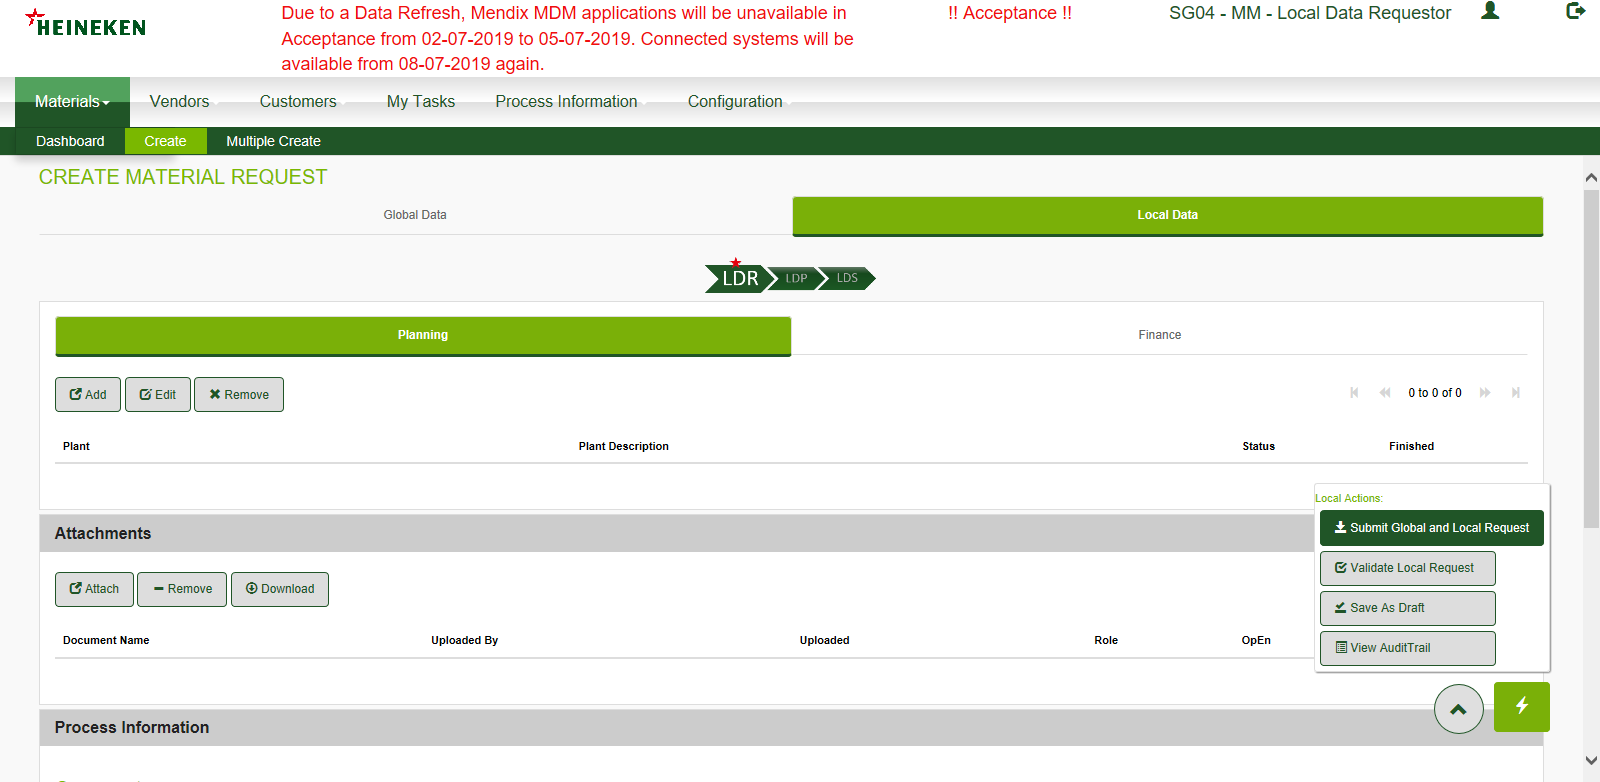 HEINEKEN
Due to a Data Refresh, Mendix MDM applications will be unavailable in
Acceptance from 02-07-2019 to 05-07-2019. Connected systems will be
available from 08-07-2019 again.
!! Acceptance !!
SG04 - MM - Local Data Requestor
Materials Vendors Customers My Tasks Process Information Configuration
Dashboard Create Multiple Create
CREATE MATERIAL REQUEST
Global Data Local Data
LDR LDP LDS
Planning Finance
Add Edit Remove 0 to 0 of 0
Plant Plant Description Status Finished
Local Actions:
Submit Global and Local Request
Validate Local Request
Save As Draft
View AuditTrail
Attachments
Attach Remove Download
Document Name Uploaded By Uploaded Role OpEn
Process Information